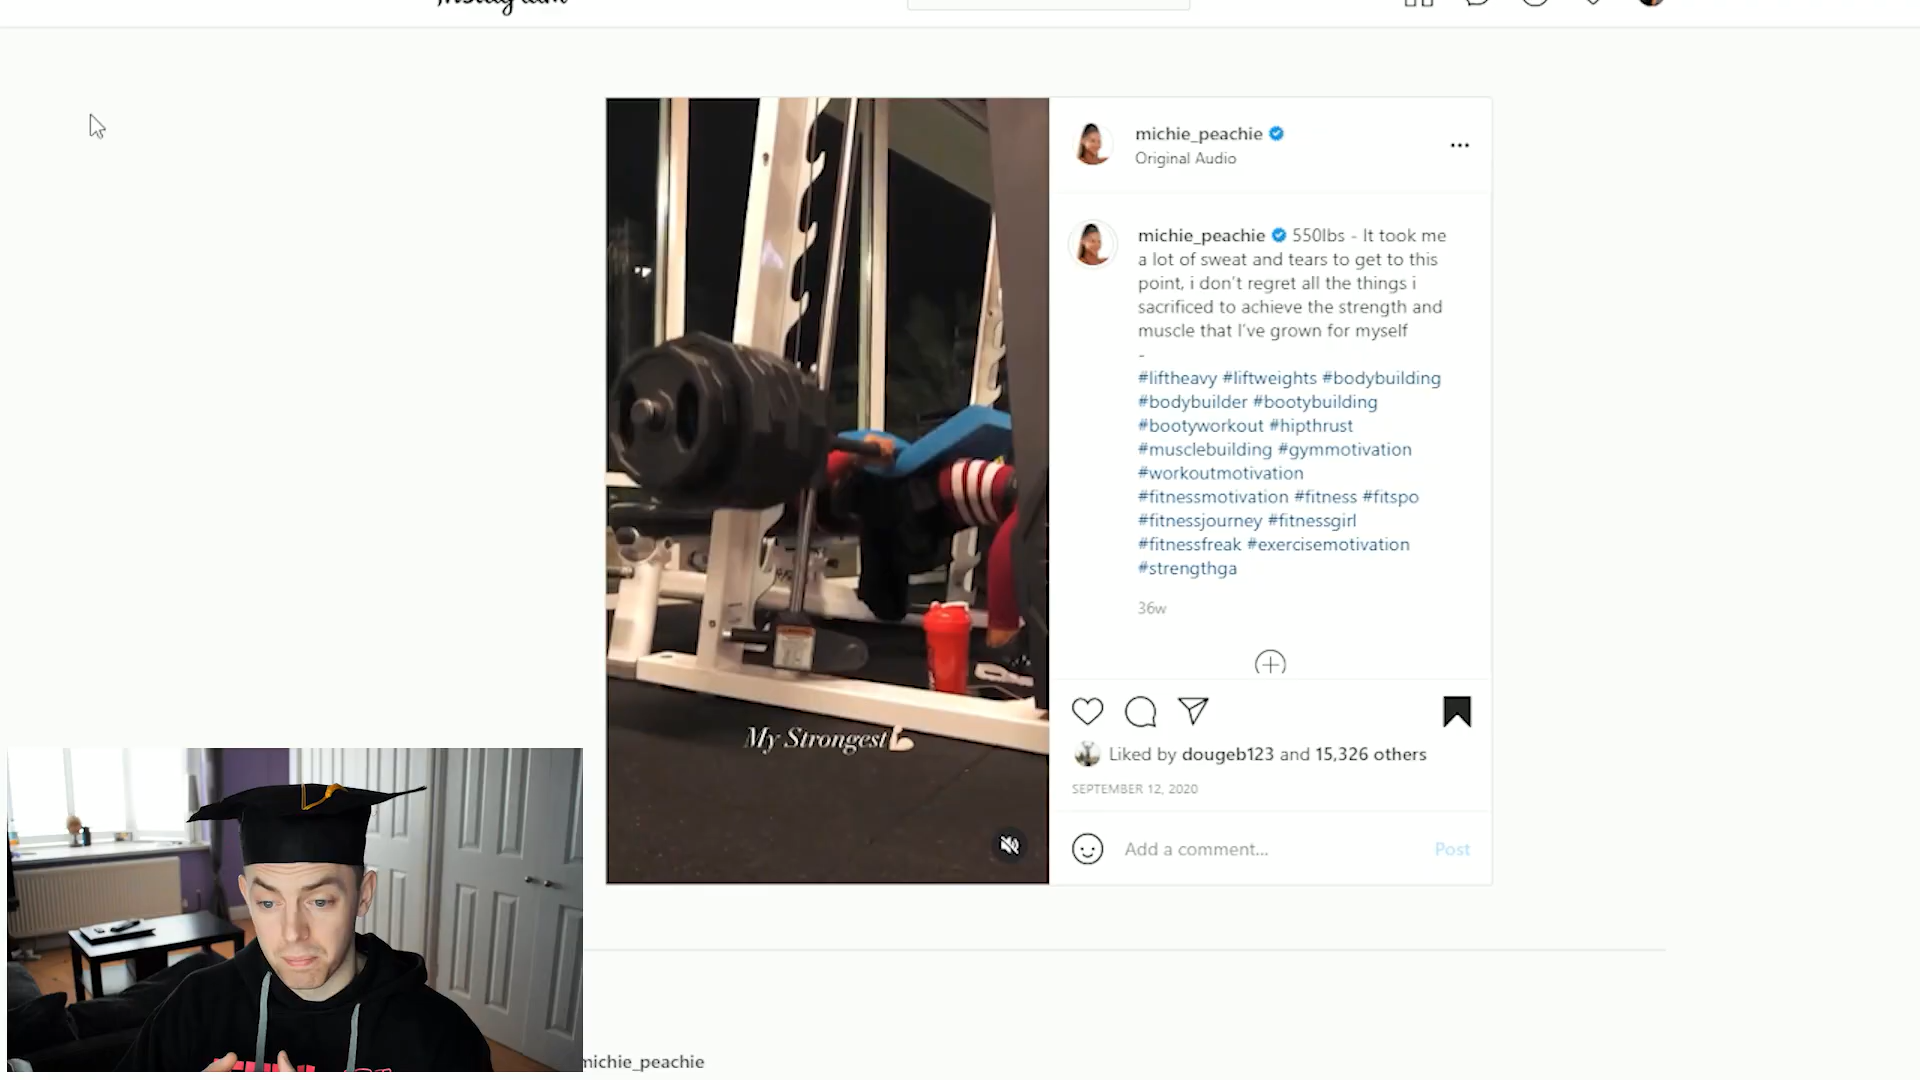 Instagram
michie_peachie
Original Audio
michie_peachie 550lbs - It took me
a lot of sweat and tears to get to this
point, i don't regret all the things i
sacrificed to achieve the strength and
muscle that I've grown for myself
-
#liftheavy #liftweights #bodybuilding
#bodybuilder #bootybuilding
#bootyworkout #hipthrust
#musclebuilding #gymmotivation
#workoutmotivation
#fitnessmotivation #fitness #fitspo
#fitnessjourney #fitnessgirl
#fitnessfreak #exercisemotivation
#strengthga
36w
My Strongest💪
Liked by dougeb123 and 15,326 others
SEPTEMBER 12, 2020
Add a comment...
Post
michie_peachie